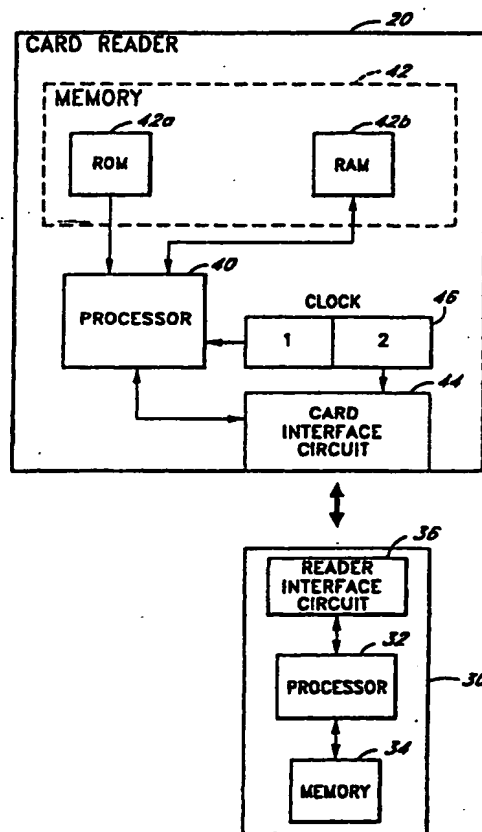 20
CARD READER
42
MEMORY
42a
42b
ROM
RAM
40
CLOCK
46
PROCESSOR
1
2
44
CARD
INTERFACE
CIRCUIT
36
READER
INTERFACE
CIRCUIT
32
PROCESSOR
30
34
MEMORY